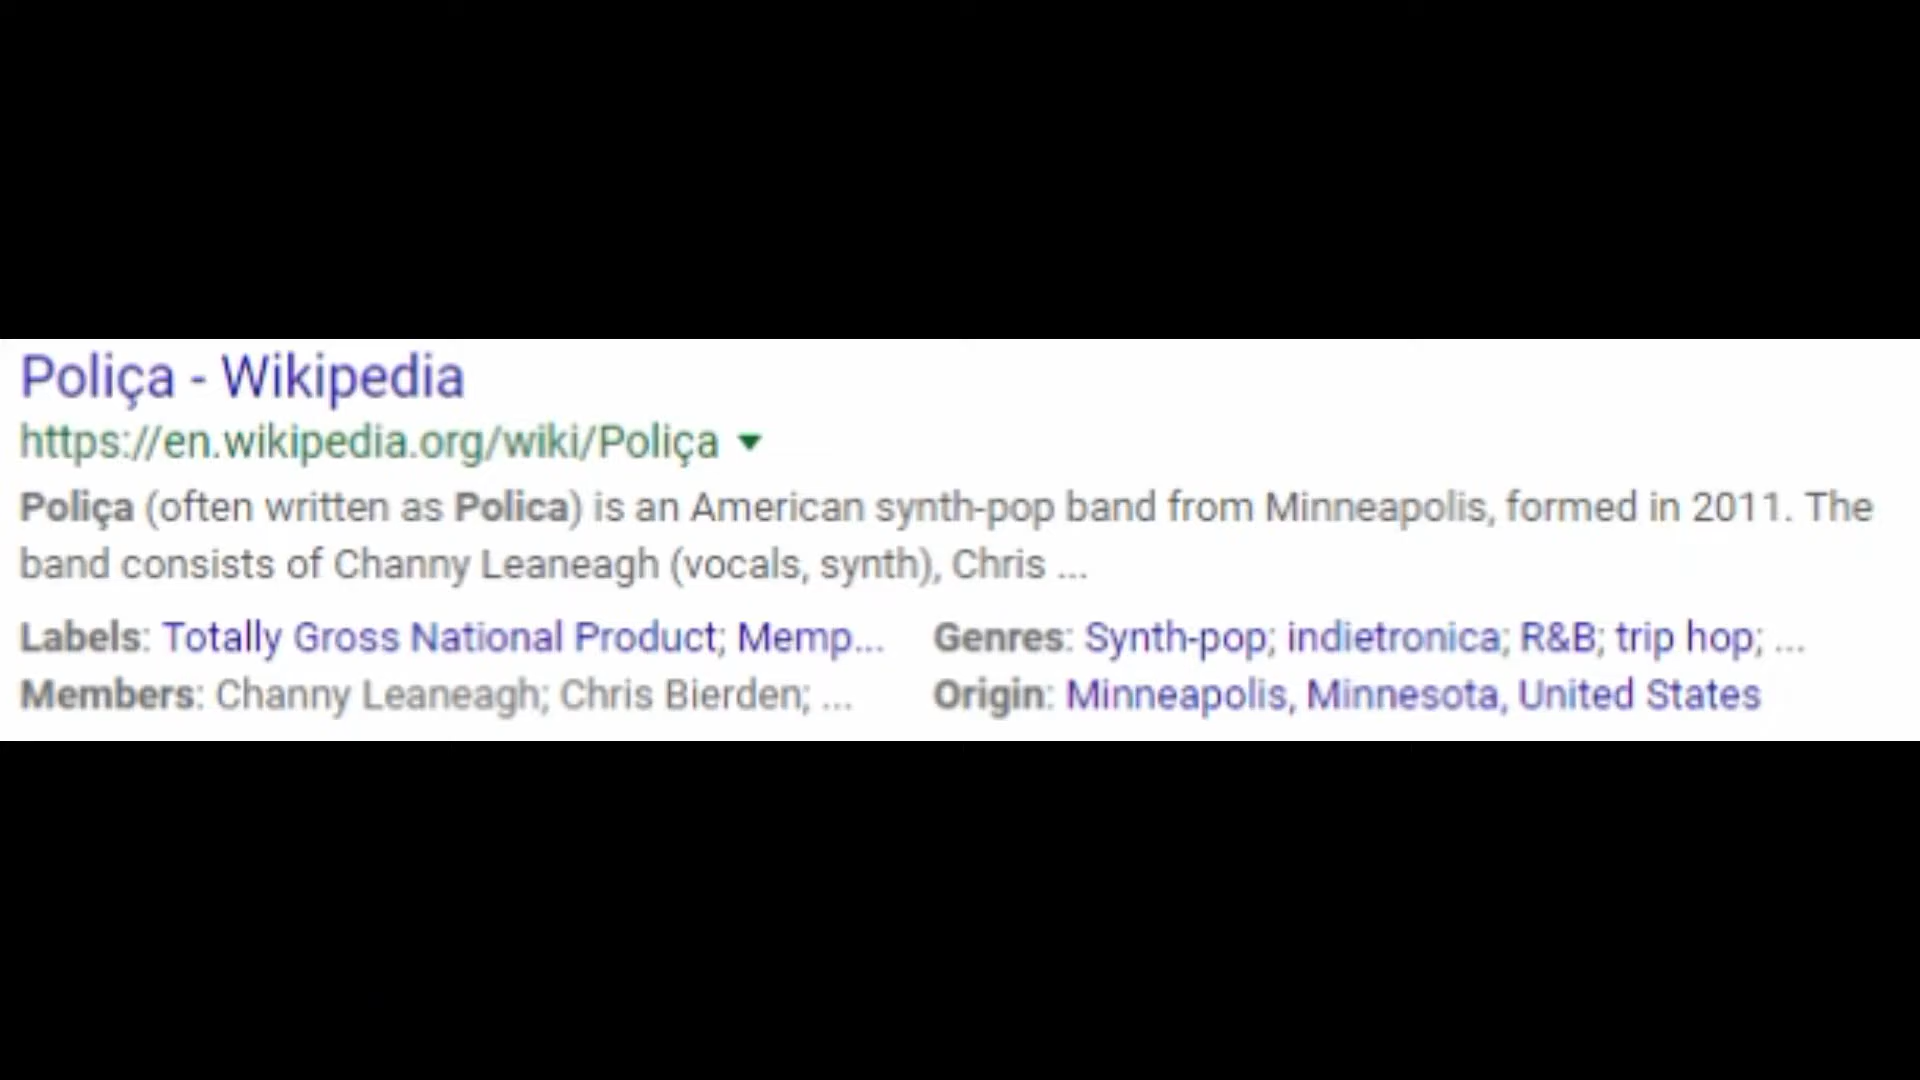 Poliça - Wikipedia
https://en.wikipedia.org/wiki/Poliça
Poliça (often written as Polica) is an American synth-pop band from Minneapolis, formed in 2011. The
band consists of Channy Leaneagh (vocals, synth), Chris ...
Labels: Totally Gross National Product; Memp... Genres: Synth-pop; indietronica; R&B; trip hop; ...
Members: Channy Leaneagh; Chris Bierden; ... Origin: Minneapolis, Minnesota, United States